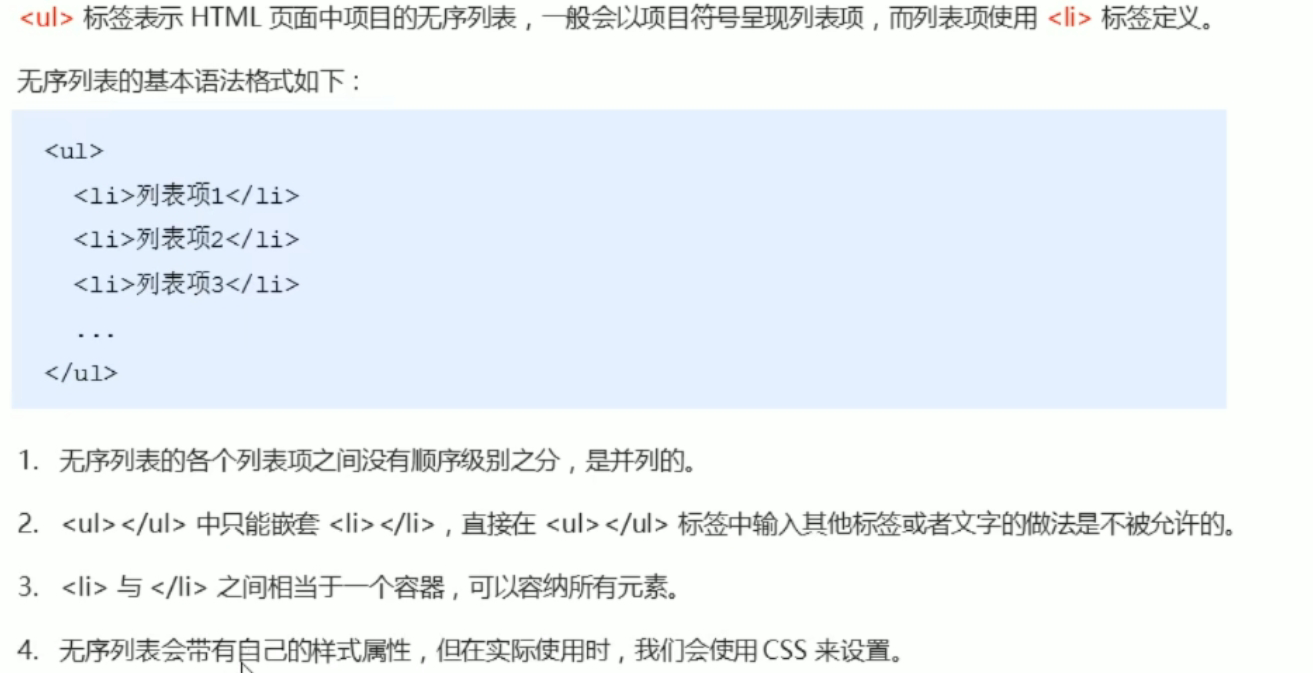 <ul> 标签表示 HTML 页面中项目的无序列表，一般会以项目符号呈现列表项，而列表项使用 <li> 标签定义。
无序列表的基本语法格式如下：
<ul>
<li>列表项1</li>
<li>列表项2</li>
<li>列表项3</li>
...
</ul>
1. 无序列表的各个列表项之间没有顺序级别之分，是并列的。
2. <ul></ul> 中只能嵌套 <li></li>，直接在 <ul></ul> 标签中输入其他标签或者文字的做法是不被允许的。
3. <li> 与 </li> 之间相当于一个容器，可以容纳所有元素。
4. 无序列表会带有自己的样式属性，但在实际使用时，我们会使用 CSS 来设置。